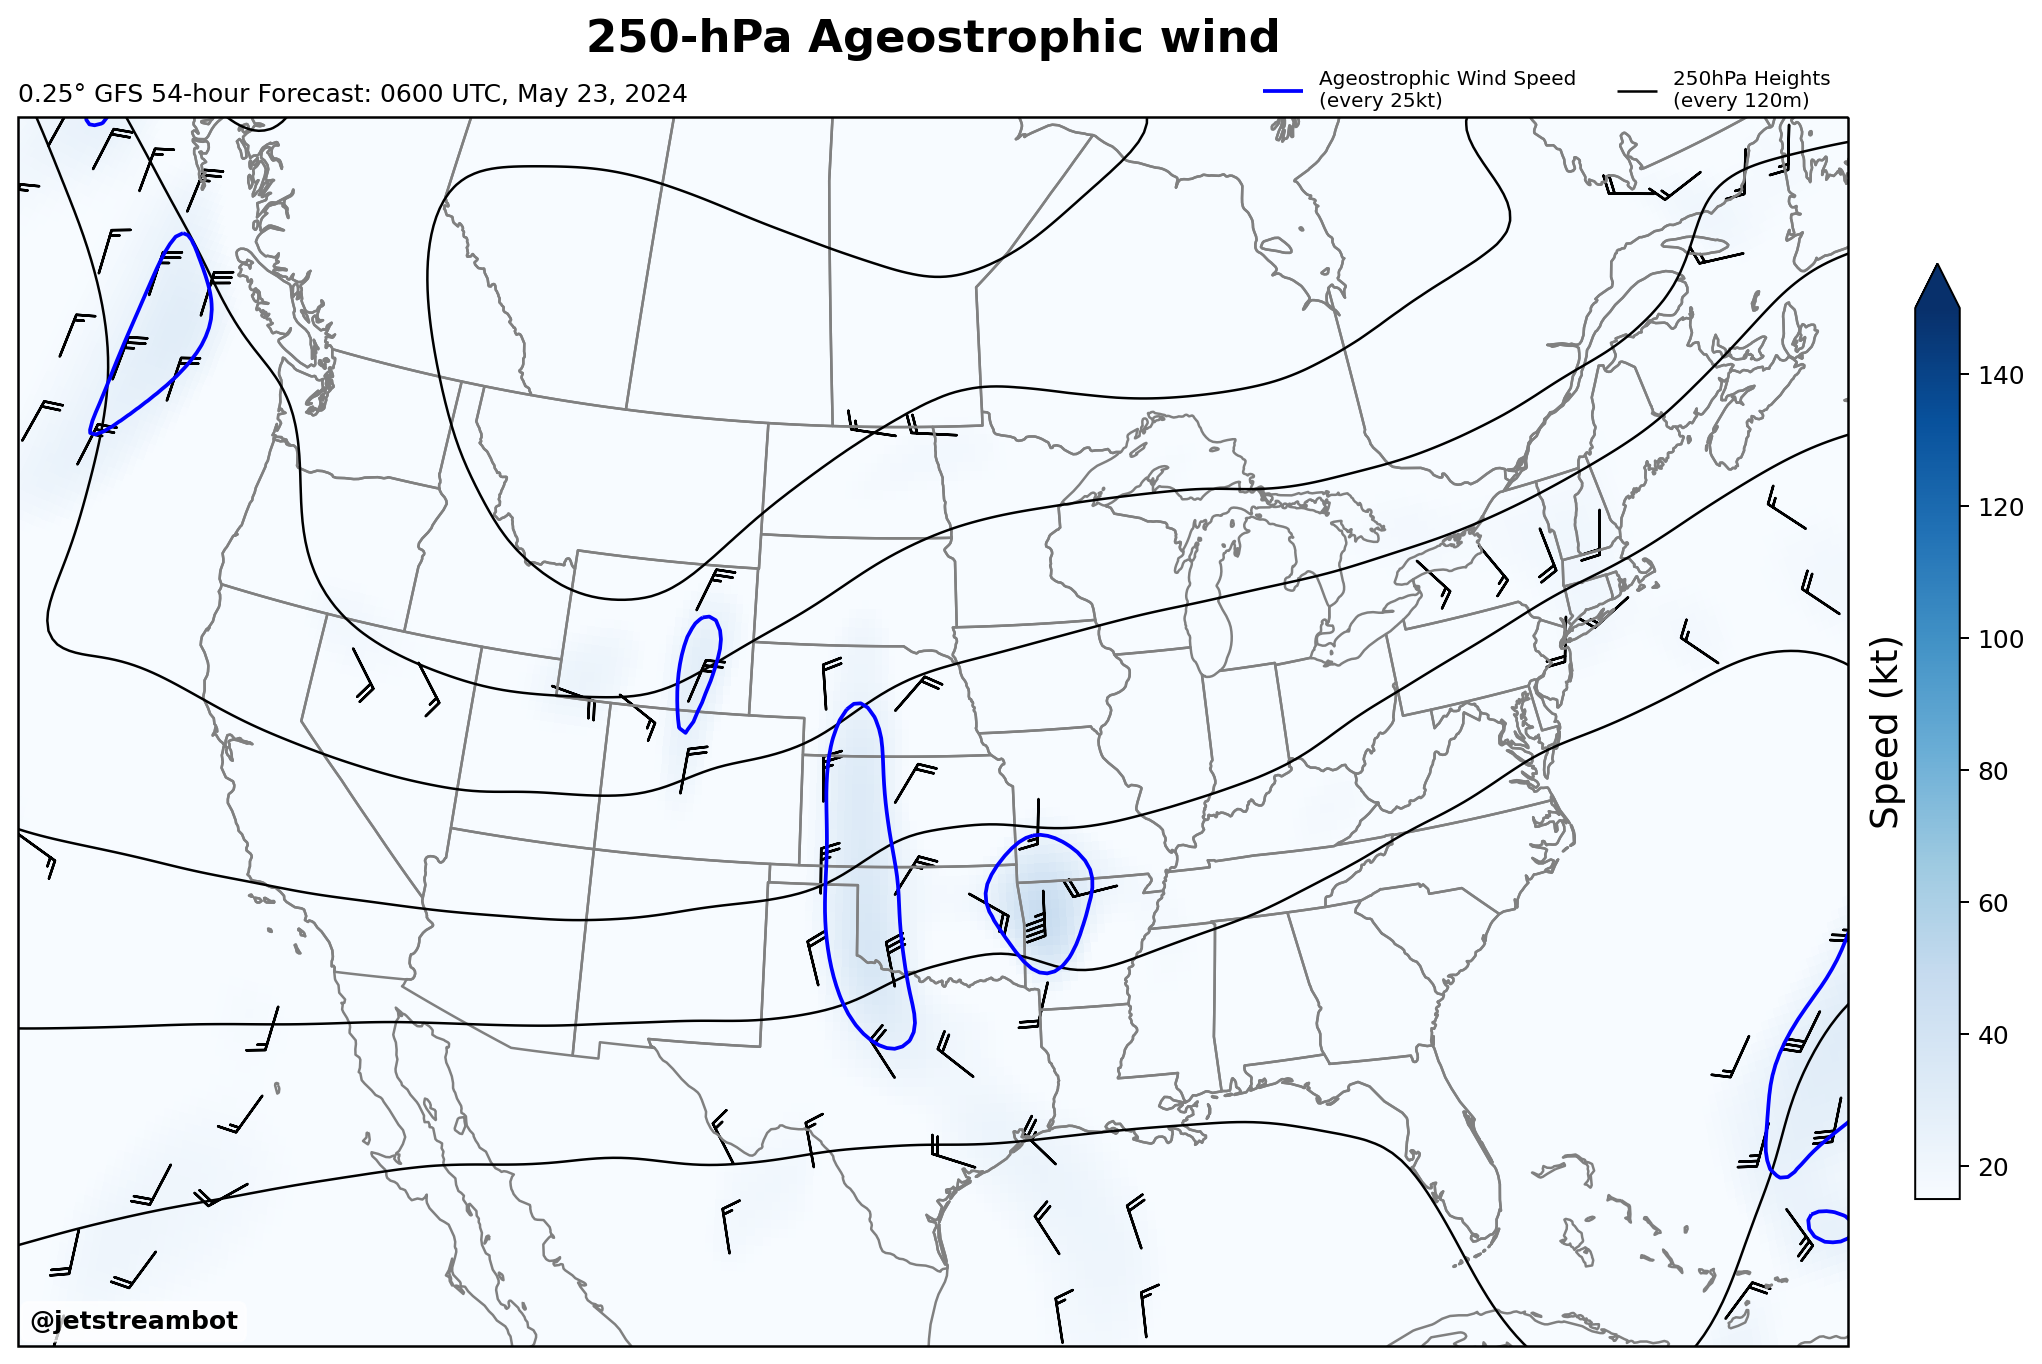 250-hPa Ageostrophic wind
0.25° GFS 54-hour Forecast: 0600 UTC, May 23, 2024
Ageostrophic Wind Speed
(every 25kt)
250hPa Heights
(every 120m)
140
120
100
80
60
40
20
Speed (kt)
@jetstreambot